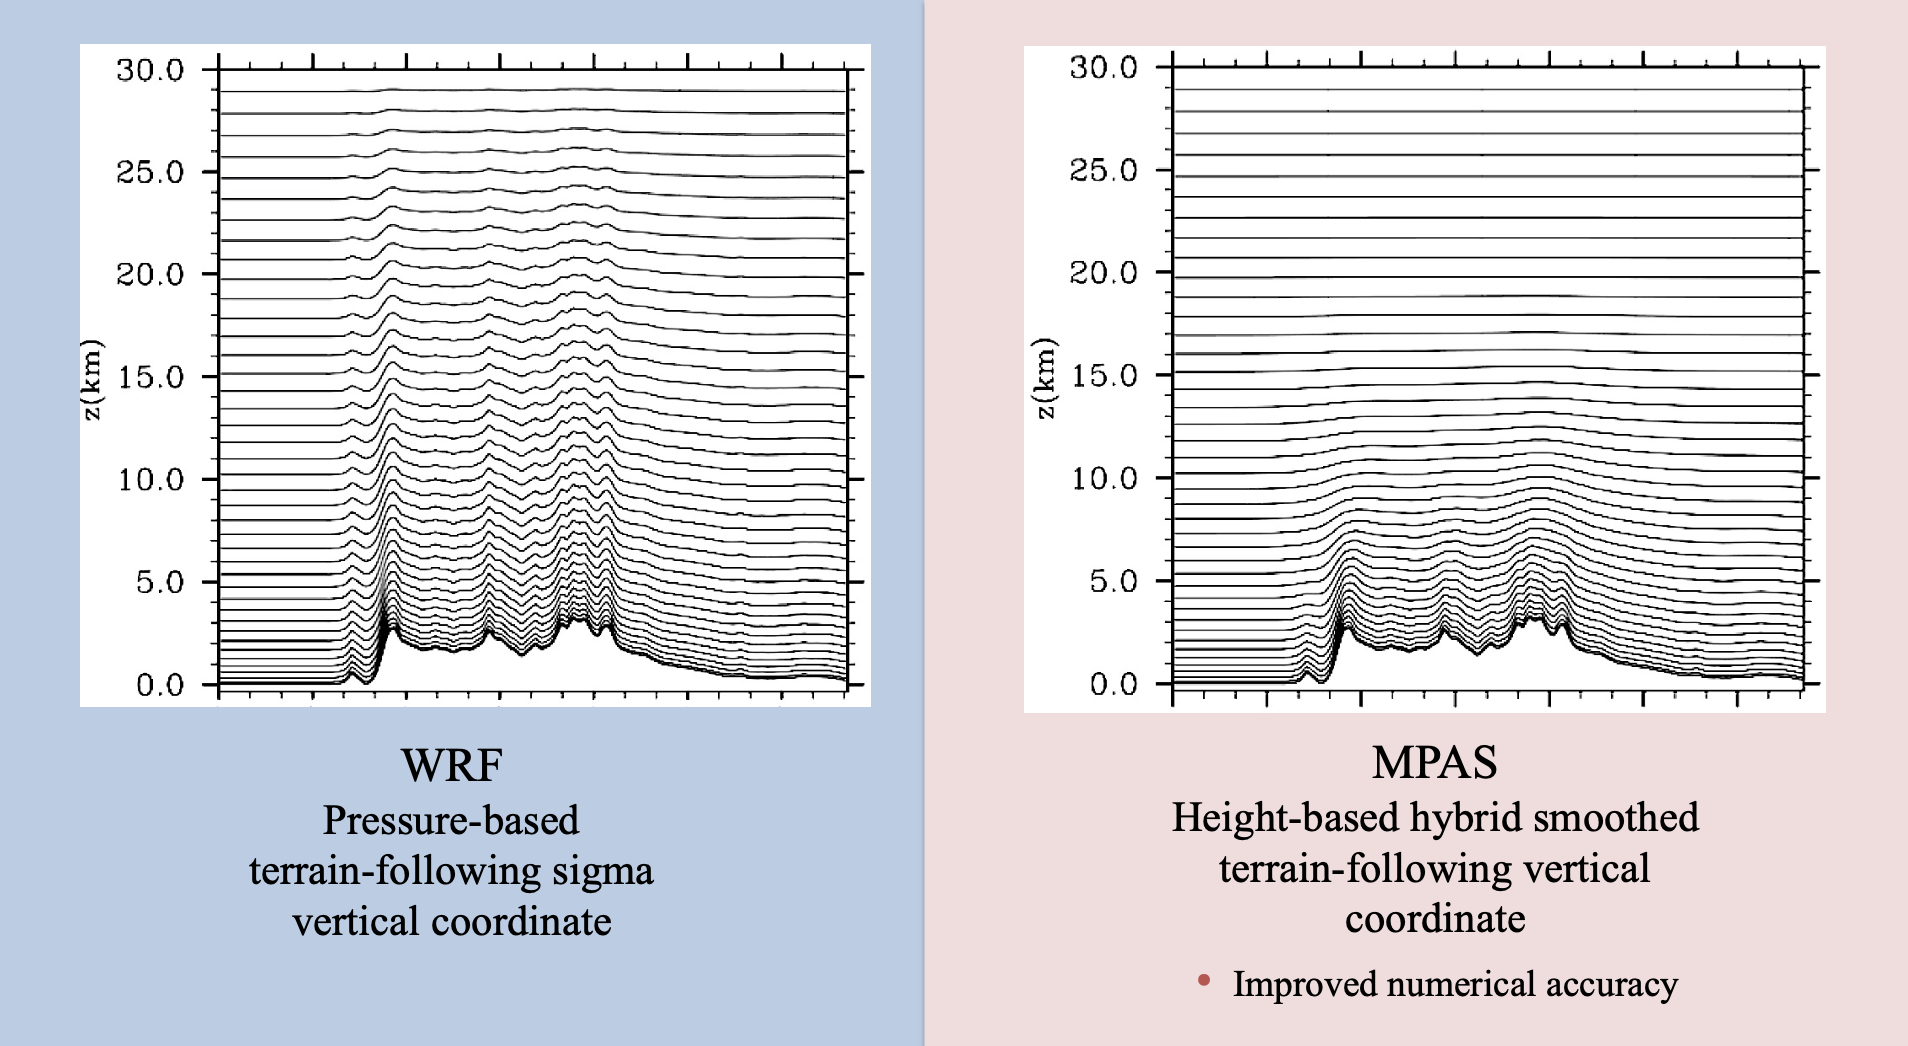 30.0
25.0
20.0
15.0
10.0
5.0
0.0
z(km)
WRF
Pressure-based
terrain-following sigma
vertical coordinate
30.0
25.0
20.0
15.0
10.0
5.0
0.0
z(km)
MPAS
Height-based hybrid smoothed
terrain-following vertical
coordinate
• Improved numerical accuracy